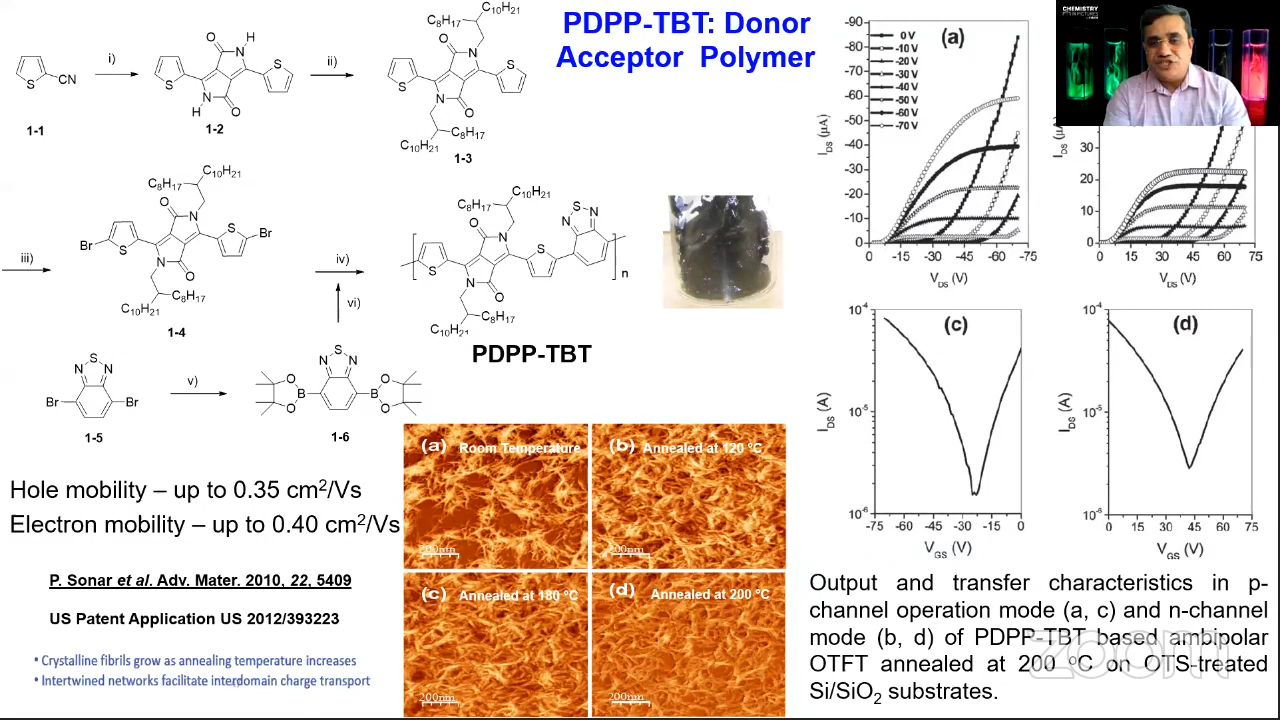 PDPP-TBT: Donor
Acceptor Polymer
CHEMISTRY
IN PICTURES
S
CN
1-1
i)
O
H
N
S
S
N
H
O
1-2
ii)
C10H21
C8H17
O
N
S
S
N
O
C8H17
C10H21
1-3
iii)
C10H21
C8H17
O
N
Br
S
S
Br
N
O
C8H17
C10H21
1-4
iv)
vi)
C10H21
C8H17
O
N
S
N
N
S
S
n
N
O
C8H17
C10H21
PDPP-TBT
S
N
N
Br
Br
1-5
v)
S
N
N
O
B
O
O
B
O
1-6
Hole mobility – up to 0.35 cm2/Vs
Electron mobility – up to 0.40 cm2/Vs
P. Sonar et al. Adv. Mater. 2010, 22, 5409
US Patent Application US 2012/393223
• Crystalline fibrils grow as annealing temperature increases
• Intertwined networks facilitate interdomain charge transport
(a) Room Temperature
200nm
(b) Annealed at 120 °C
200nm
(c) Annealed at 180 °C
200nm
(d) Annealed at 200 °C
200nm
(a)
0 V
-10 V
-20 V
-30 V
-40 V
-50 V
-60 V
-70 V
-90
-80
-70
-60
-50
-40
-30
-20
-10
0
IDS (µA)
0 -15 -30 -45 -60 -75
VDS (V)
30
20
10
0
0 15 30 45 60 75
VDS (V)
(c)
10-4
10-5
10-6
IDS (A)
-75 -60 -45 -30 -15 0
VGS (V)
(d)
10-4
10-5
10-6
IDS (A)
0 15 30 45 60 75
VGS (V)
Output and transfer characteristics in p-
channel operation mode (a, c) and n-channel
mode (b, d) of PDPP-TBT based ambipolar
OTFT annealed at 200 °C on OTS-treated
Si/SiO2 substrates.
zoom